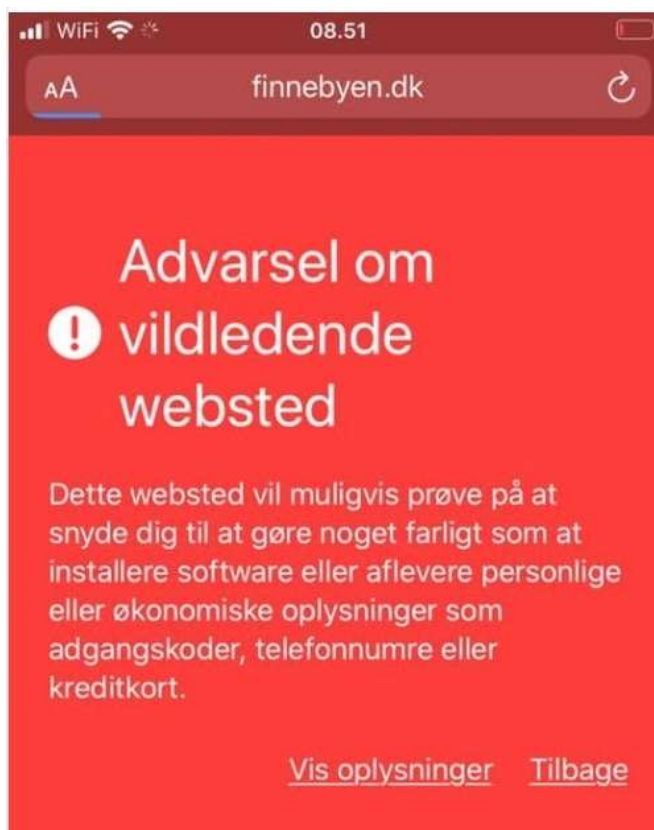 WiFi 08.51
AA finnebyen.dk
Advarsel om
vildledende
websted
Dette websted vil muligvis prøve på at
snyde dig til at gøre noget farligt som at
installere software eller aflevere personlige
eller økonomiske oplysninger som
adgangskoder, telefonnumre eller
kreditkort.
Vis oplysninger Tilbage